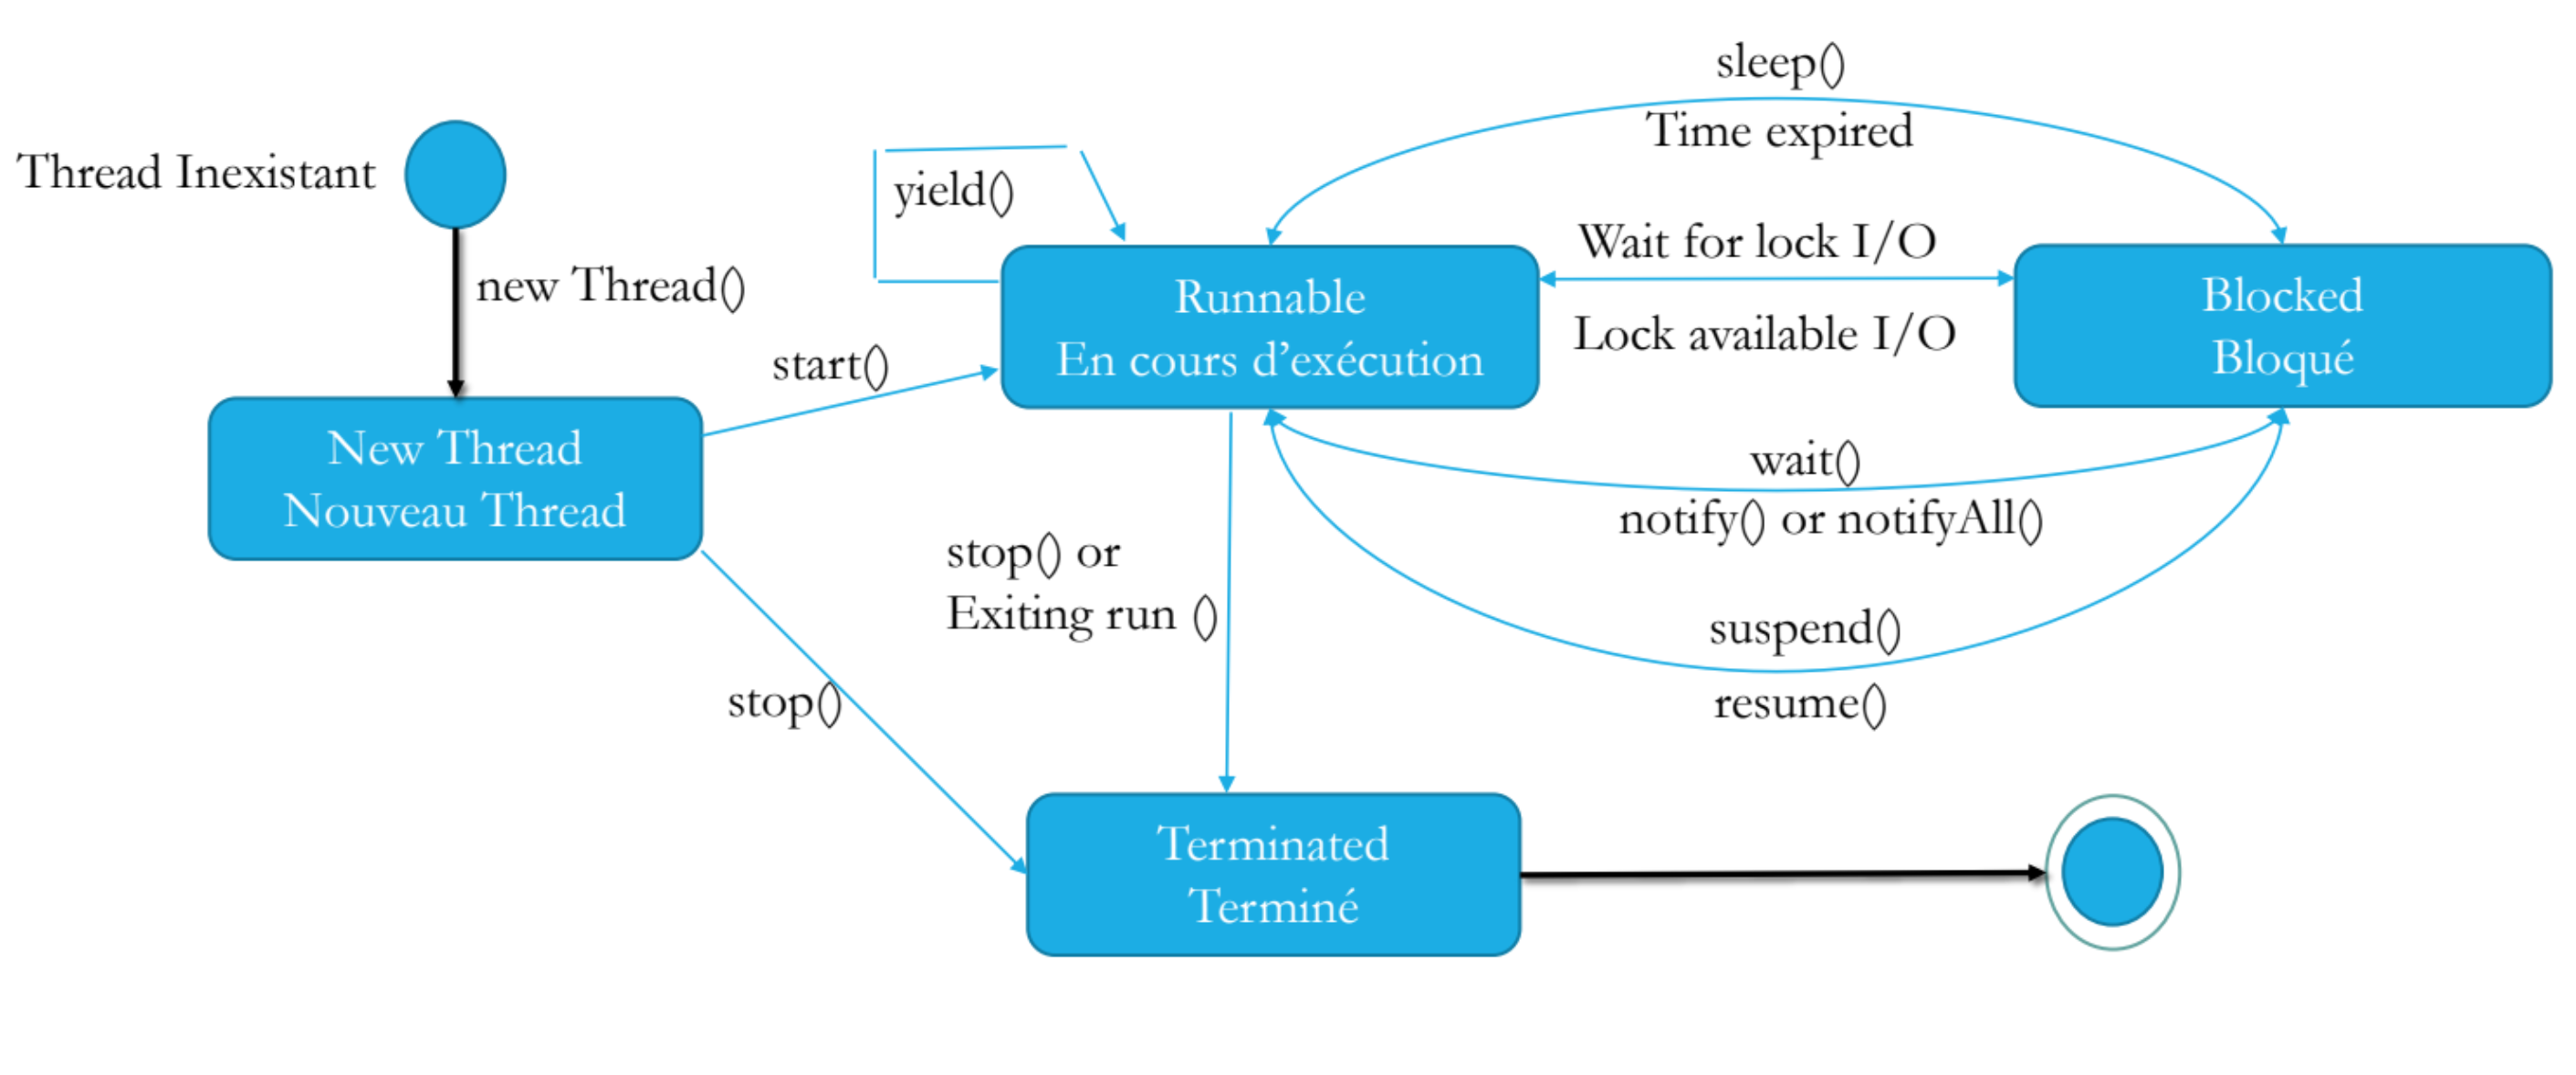 Thread Inexistant
new Thread()
New Thread
Nouveau Thread
start()
stop()
yield()
Runnable
En cours d'exécution
stop() or
Exiting run ()
sleep()
Time expired
Wait for lock I/O
Lock available I/O
Blocked
Bloqué
wait()
notify() or notifyAll()
suspend()
resume()
Terminated
Terminé